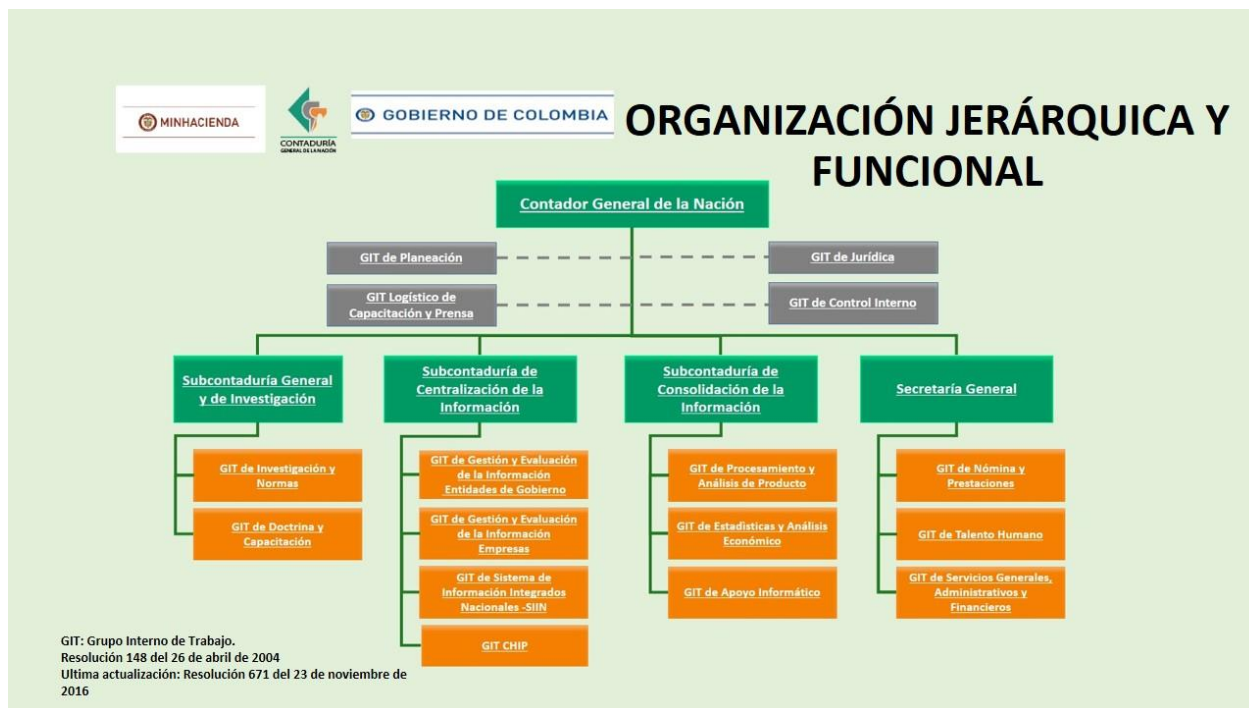 MINHACIENDA
CONTADURÍA
GENERAL DE LA NACIÓN
GOBIERNO DE COLOMBIA
ORGANIZACIÓN JERÁRQUICA Y
FUNCIONAL
Contador General de la Nación
GIT de Planeación
GIT de Jurídica
GIT Logístico de
Capacitación y Prensa
GIT de Control Interno
Subcontaduría General
y de Investigación
Subcontaduría de
Centralización de la
Información
Subcontaduría de
Consolidación de la
Información
Secretaría General
GIT de Investigación y
Normas
GIT de Doctrina y
Capacitación
GIT de Gestión y Evaluación
de la Información
Entidades de Gobierno
GIT de Gestión y Evaluación
de la Información
Empresas
GIT de Sistema de
Información Integrados
Nacionales -SIIN
GIT CHIP
GIT de Procesamiento y
Análisis de Producto
GIT de Estadísticas y Análisis
Económico
GIT de Apoyo Informático
GIT de Nómina y
Prestaciones
GIT de Talento Humano
GIT de Servicios Generales,
Administrativos y
Financieros
GIT: Grupo Interno de Trabajo.
Resolución 148 del 26 de abril de 2004
Ultima actualización: Resolución 671 del 23 de noviembre de
2016